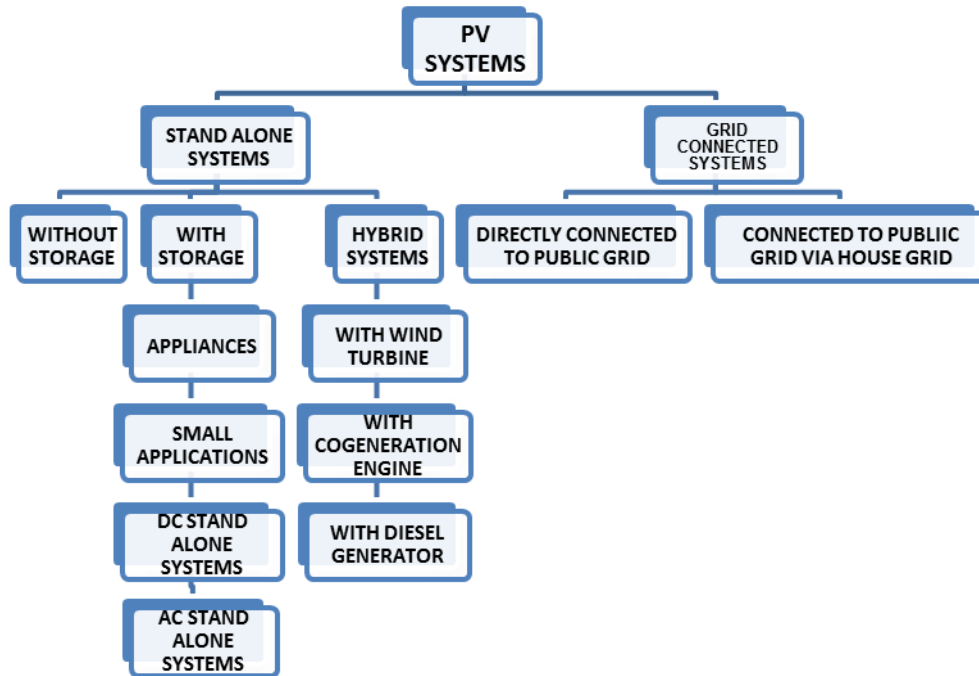 PV
SYSTEMS
STAND ALONE
SYSTEMS
GRID
CONNECTED
SYSTEMS
WITHOUT
STORAGE
WITH
STORAGE
HYBRID
SYSTEMS
DIRECTLY CONNECTED
TO PUBLIC GRID
CONNECTED TO PUBLIIC
GRID VIA HOUSE GRID
APPLIANCES
WITH WIND
TURBINE
SMALL
APPLICATIONS
WITH
COGENERATION
ENGINE
DC STAND
ALONE
SYSTEMS
WITH DIESEL
GENERATOR
AC STAND
ALONE
SYSTEMS